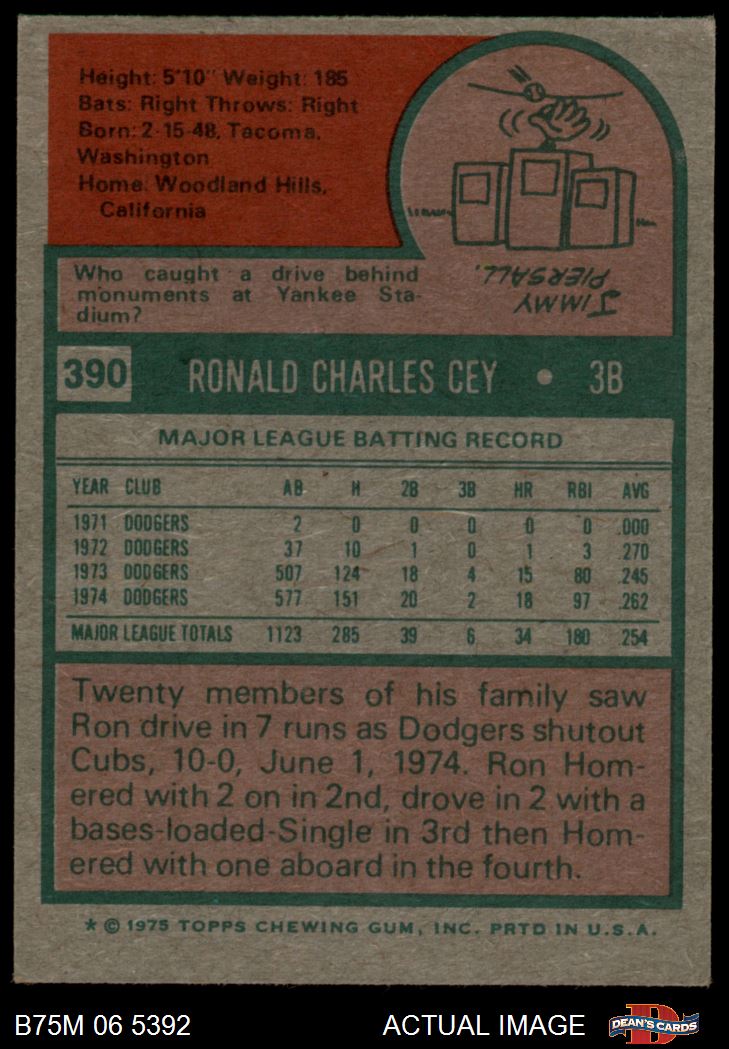 Height: 5'10" Weight: 185
Bats: Right Throws: Right
Born: 2-15-48, Tacoma,
Washington
Home: Woodland Hills,
California
Who caught a drive behind
monuments at Yankee Sta-
dium?
JIMMY
PIERSALL.
390 RONALD CHARLES CEY • 3B
MAJOR LEAGUE BATTING RECORD
YEAR CLUB AB H 2B 3B HR RBI AVG
1971 DODGERS 2 0 0 0 0 0 .000
1972 DODGERS 37 10 1 0 1 3 .270
1973 DODGERS 507 124 18 4 15 80 .245
1974 DODGERS 577 151 20 2 18 97 .262
MAJOR LEAGUE TOTALS 1123 285 39 6 34 180 .254
Twenty members of his family saw
Ron drive in 7 runs as Dodgers shutout
Cubs, 10-0, June 1, 1974. Ron Hom-
ered with 2 on in 2nd, drove in 2 with a
bases-loaded-Single in 3rd then Hom-
ered with one aboard in the fourth.
* © 1975 TOPPS CHEWING GUM, INC. PRTD IN U.S.A.
B75M 06 5392 ACTUAL IMAGE DEAN'S CARDS